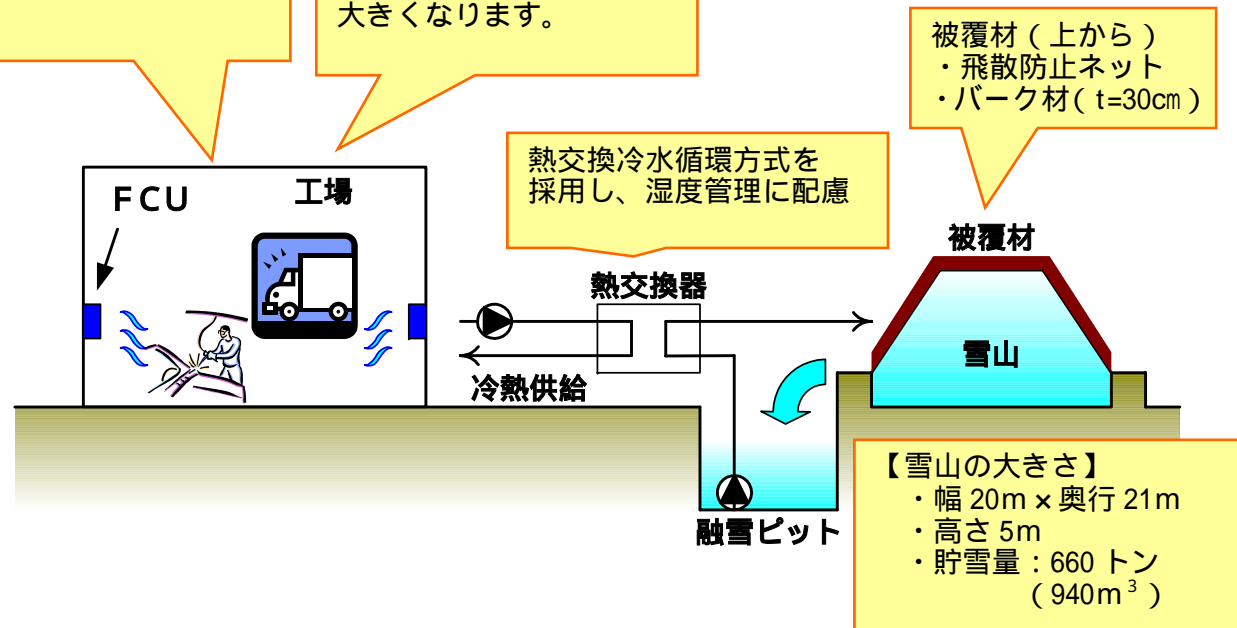 大きくなります。
被覆材（上から）
・飛散防止ネット
・バーク材（t=30㎝）
熱交換冷水循環方式を
採用し、湿度管理に配慮
ＦＣＵ
工場
被覆材
熱交換器
雪山
冷熱供給
融雪ピット
【雪山の大きさ】
・幅 20m×奥行 21m
・高さ 5m
・貯雪量：660 トン
（940m³）